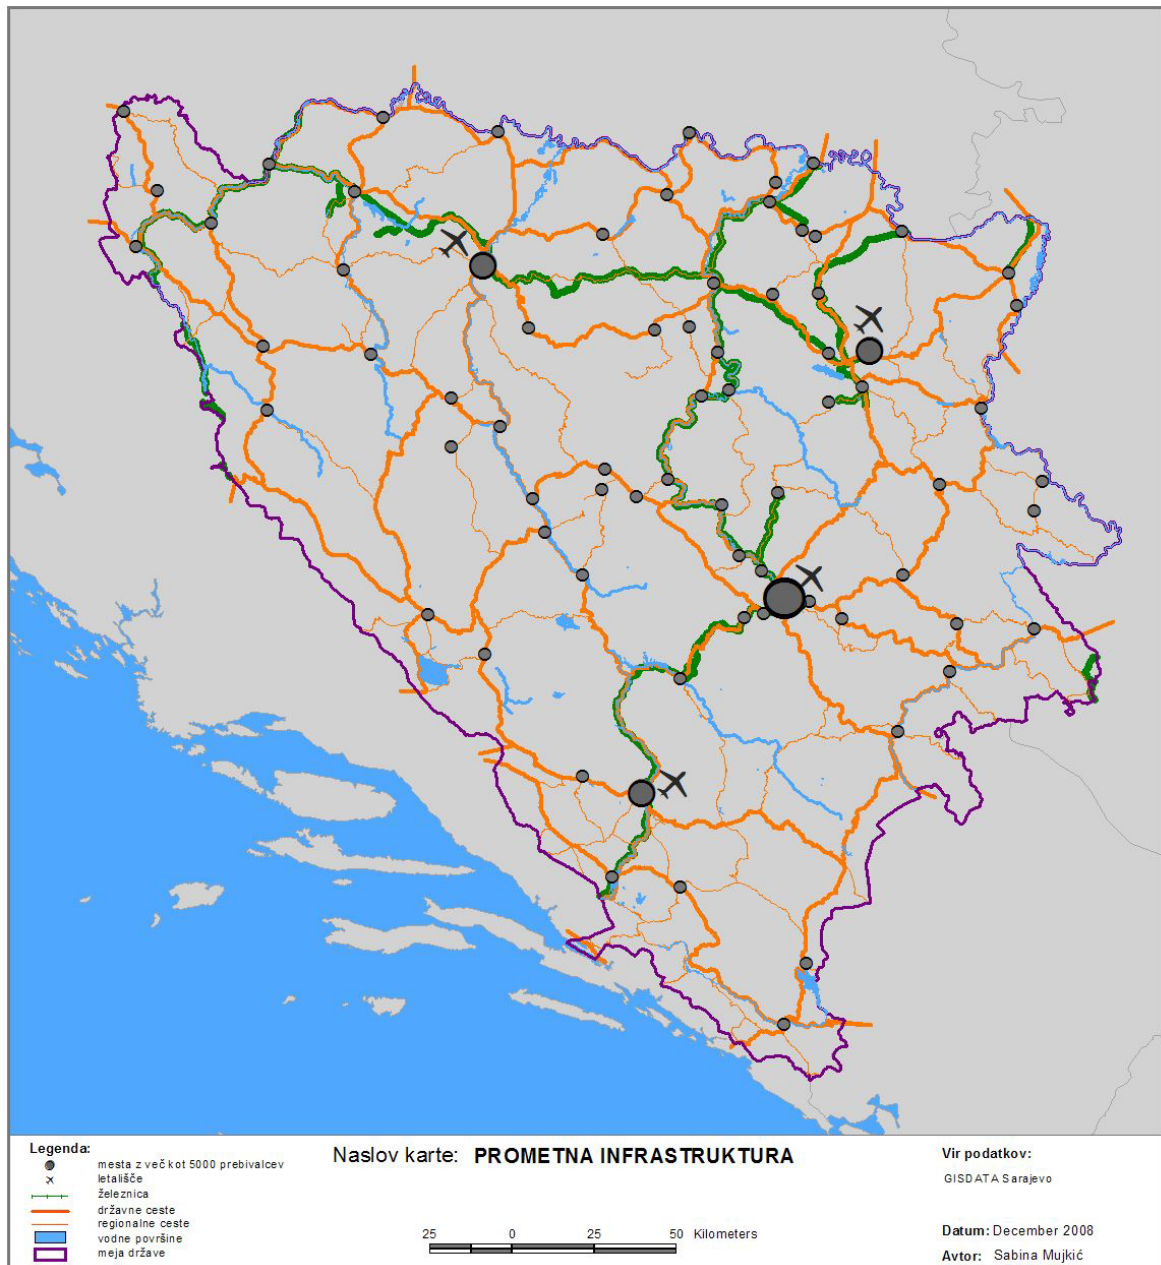 Legenda:
mesta z več kot 5000 prebivalcev
letališče
železnica
državne ceste
regionalne ceste
vodne površine
meja države
Naslov karte: PROMETNA INFRASTRUKTURA
25 0 25 50 Kilometers
Vir podatkov:
GISDATA Sarajevo
Datum: December 2008
Avtor: Sabina Mujkić